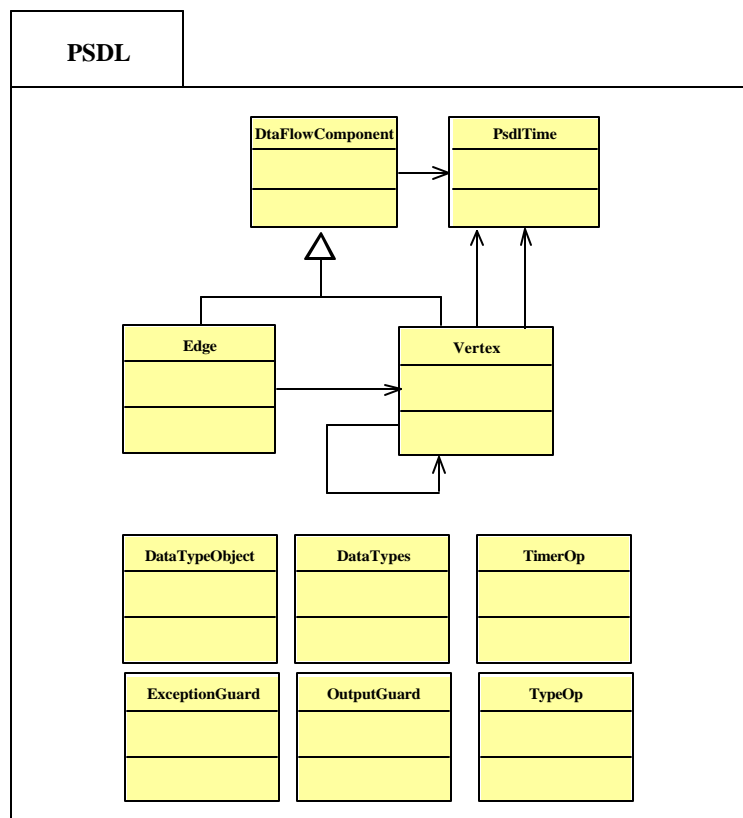 PSDL
DtaFlowComponent
PsdlTime
Edge
Vertex
DataTypeObject
DataTypes
TimerOp
ExceptionGuard
OutputGuard
TypeOp